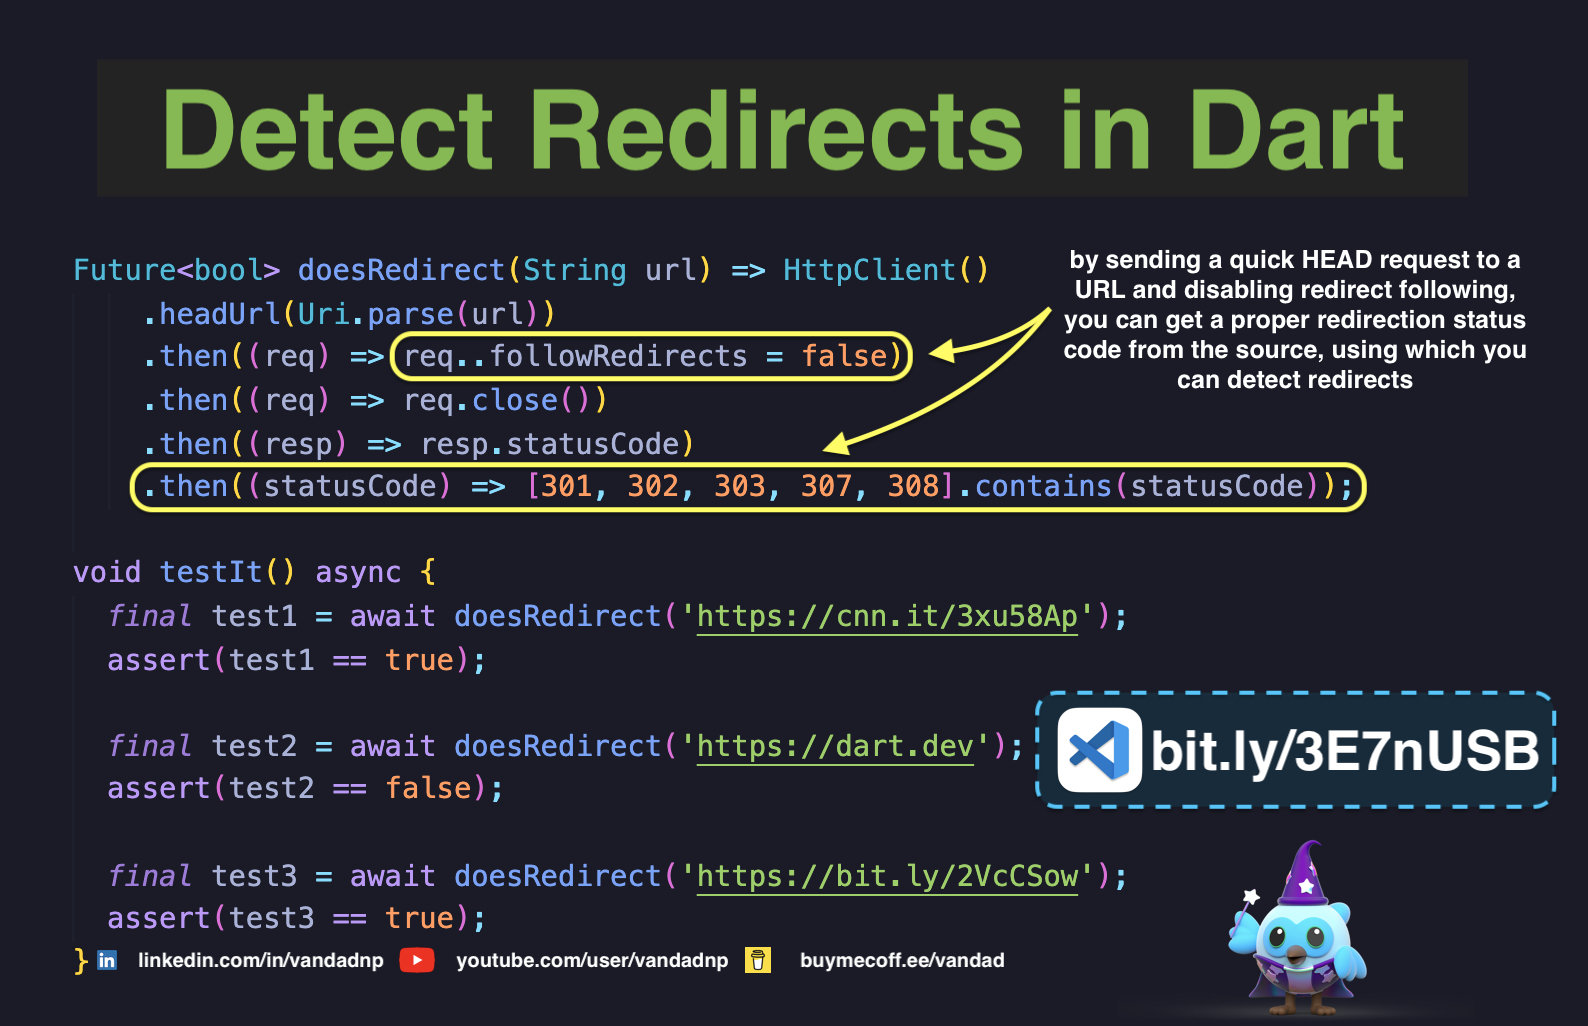 Detect Redirects in Dart
Future<bool> doesRedirect(String url) => HttpClient()
.headUrl(Uri.parse(url))
.then((req) => req..followRedirects = false)
.then((req) => req.close())
.then((resp) => resp.statusCode)
.then((statusCode) => [301, 302, 303, 307, 308].contains(statusCode));
by sending a quick HEAD request to a
URL and disabling redirect following,
you can get a proper redirection status
code from the source, using which you
can detect redirects
void testIt() async {
final test1 = await doesRedirect('https://cnn.it/3xu58Ap');
assert(test1 == true);
final test2 = await doesRedirect('https://dart.dev');
assert(test2 == false);
bit.ly/3E7nUSB
final test3 = await doesRedirect('https://bit.ly/2VcCSow');
assert(test3 == true);
}
in linkedin.com/in/vandadnp youtube.com/user/vandadnp buymecoff.ee/vandad